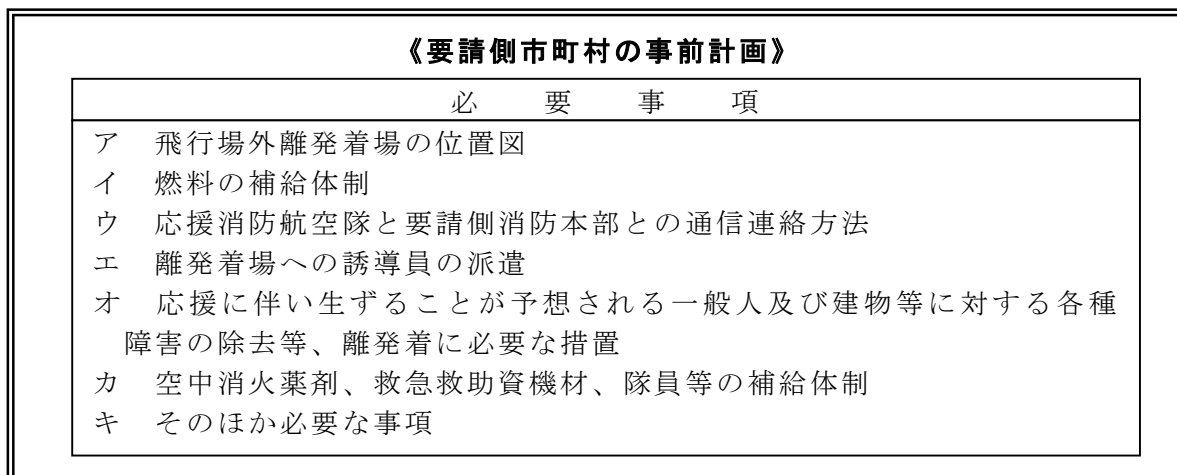 《要請側市町村の事前計画》
必要事項
ア 飛行場外離発着場の位置図
イ 燃料の補給体制
ウ 応援消防航空隊と要請側消防本部との通信連絡方法
エ 離発着場への誘導員の派遣
オ 応援に伴い生ずることが予想される一般人及び建物等に対する各種
障害の除去等、離発着に必要な措置
カ 空中消火薬剤、救急救助資機材、隊員等の補給体制
キ そのほか必要な事項